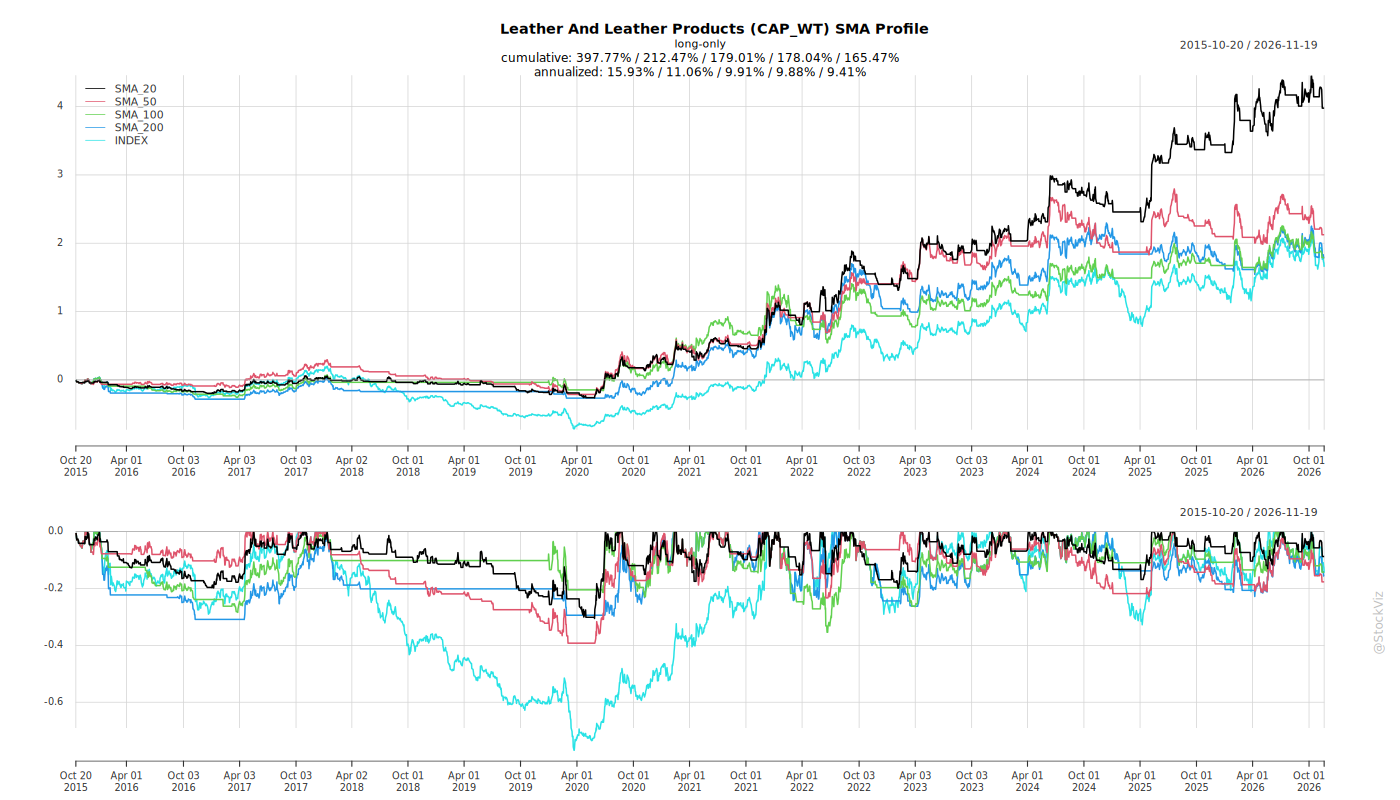 Leather And Leather Products (CAP_WT) SMA Profile
long-only
cumulative: 397.77% / 212.47% / 179.01% / 178.04% / 165.47%
annualized: 15.93% / 11.06% / 9.91% / 9.88% / 9.41%
2015-10-20 / 2026-11-19
SMA_20
SMA_50
SMA_100
SMA_200
INDEX
4
3
2
1
0
Oct 20 Apr 01 Oct 03 Apr 03 Oct 03 Apr 02 Oct 01 Apr 01 Oct 01 Apr 01 Oct 01 Apr 01 Oct 01 Apr 01 Oct 03 Apr 03 Oct 03 Apr 01 Oct 01 Apr 01 Oct 01 Apr 01 Oct 01
2015 2016 2016 2017 2017 2018 2018 2019 2019 2020 2020 2021 2021 2022 2022 2023 2023 2024 2024 2025 2025 2026 2026
2015-10-20 / 2026-11-19
0.0
-0.2
-0.4
-0.6
Oct 20 Apr 01 Oct 03 Apr 03 Oct 03 Apr 02 Oct 01 Apr 01 Oct 01 Apr 01 Oct 01 Apr 01 Oct 01 Apr 01 Oct 03 Apr 03 Oct 03 Apr 01 Oct 01 Apr 01 Oct 01 Apr 01 Oct 01
2015 2016 2016 2017 2017 2018 2018 2019 2019 2020 2020 2021 2021 2022 2022 2023 2023 2024 2024 2025 2025 2026 2026
@StockViz